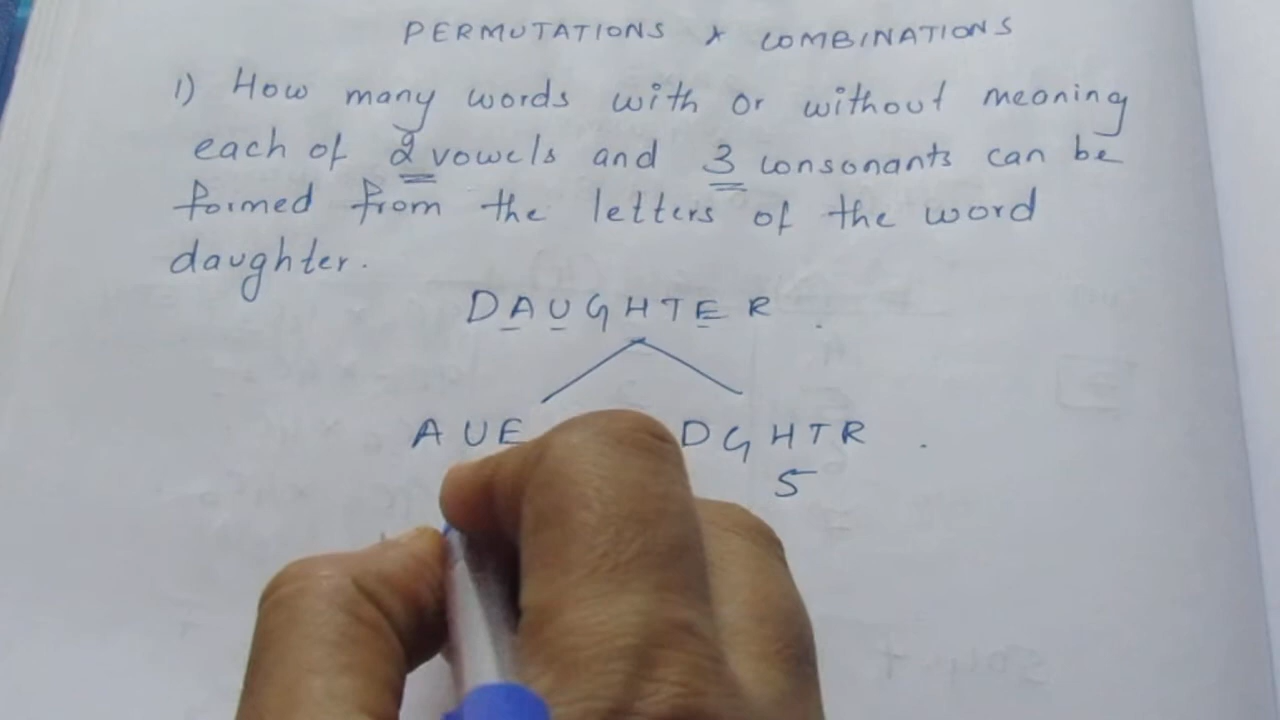 PERMUTATIONS & COMBINATIONS
1) How many words with or without meaning
each of 2 vowels and 3 consonants can be
formed from the letters of the word
daughter.
DAUGHTER
AUE DGHTR
5